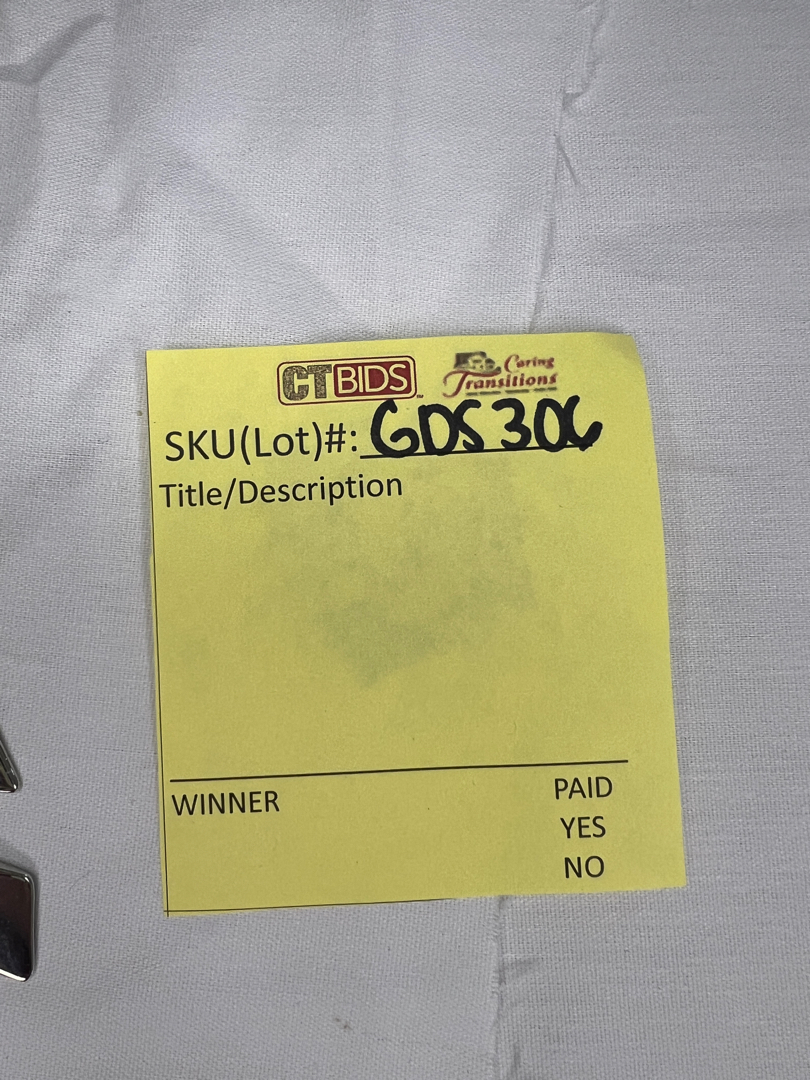 CTBIDS Caring
Transitions
SKU(Lot)#: GDS306
Title/Description
WINNER PAID
YES
NO